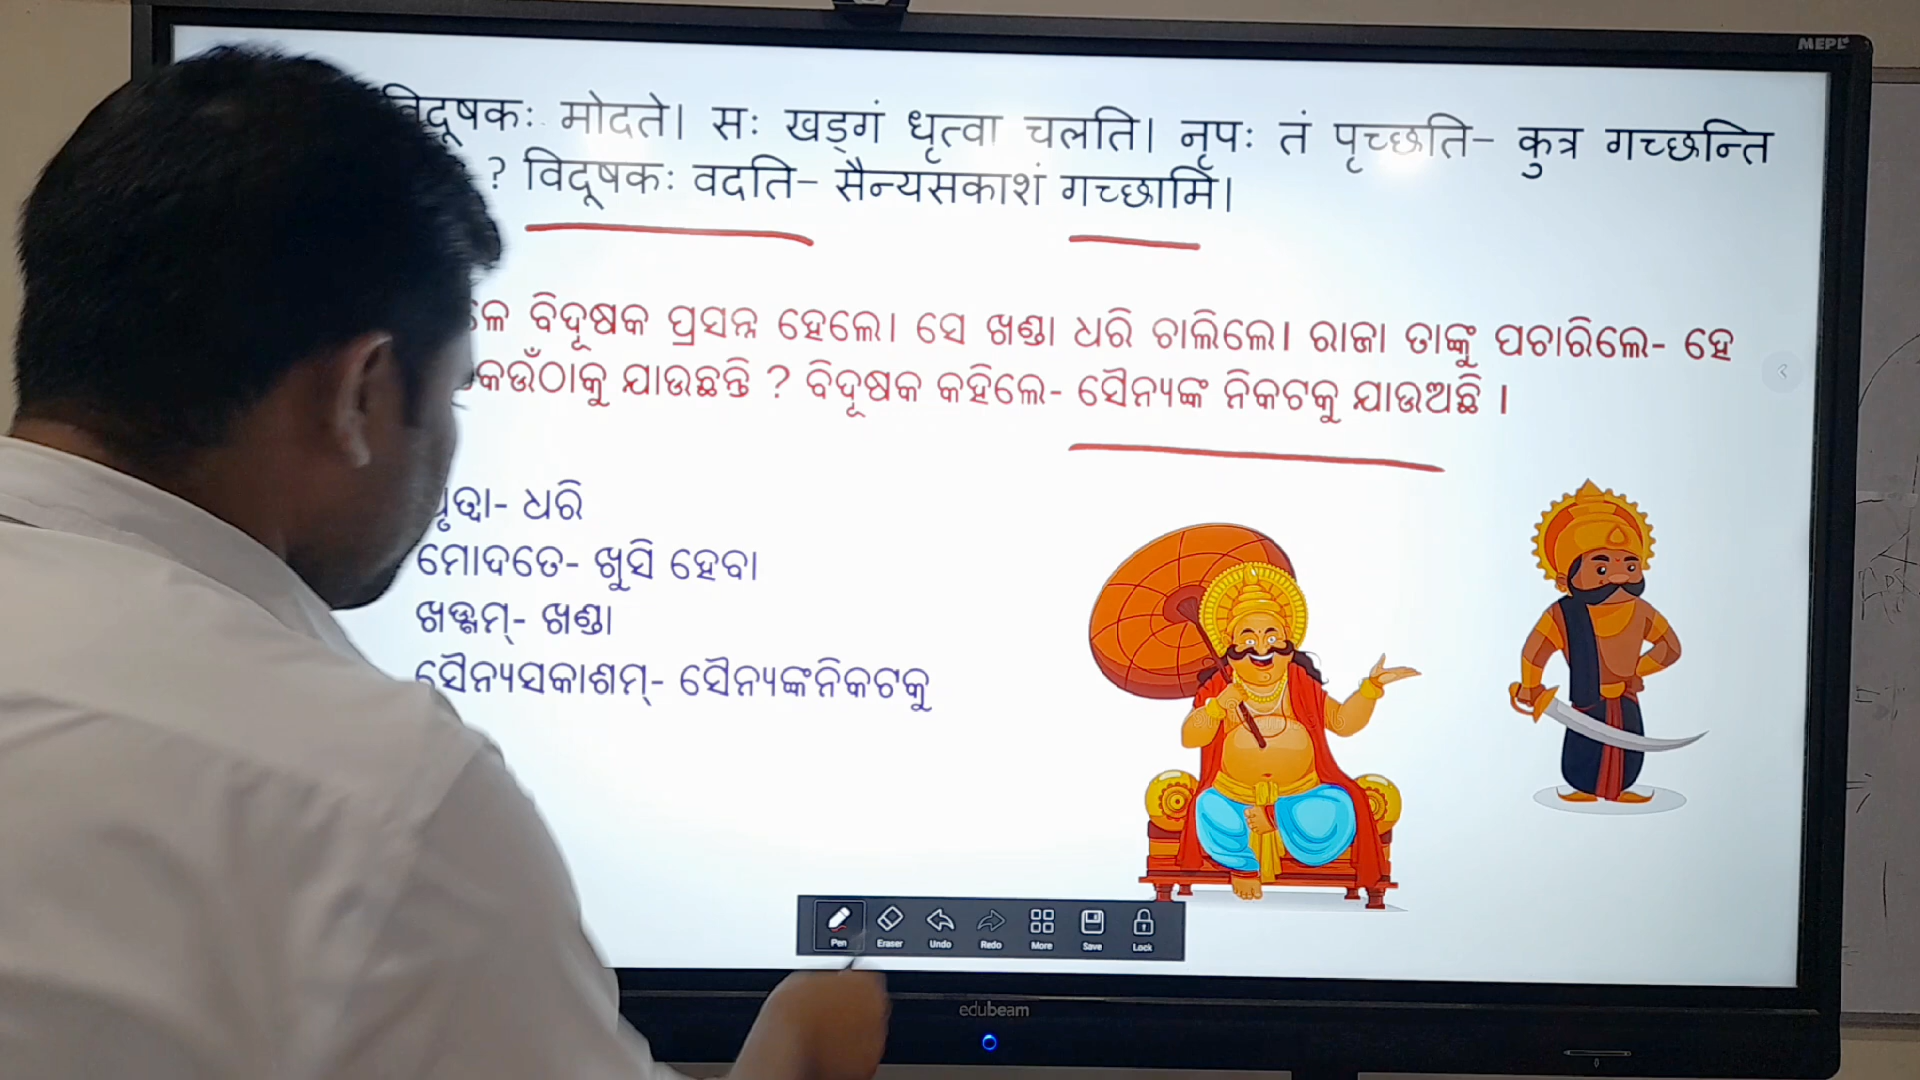 MEPL
विदूषकः मोदते। सः खड्गं धृत्वा चलति। नृपः तं पृच्छति- कुत्र गच्छन्ति
? विदूषकः वदति- सैन्यसकाशं गच्छामि।
ବିଦୂଷକ ପ୍ରସନ୍ନ ହେଲେ। ସେ ଖଣ୍ଡା ଧରି ଚାଲିଲେ। ରାଜା ତାଙ୍କୁ ପଚାରିଲେ- ହେ
କେଉଁଠାକୁ ଯାଉଛନ୍ତି ? ବିଦୂଷକ କହିଲେ- ସୈନ୍ୟଙ୍କ ନିକଟକୁ ଯାଉଅଛି ।
ଧୃତ୍ୱା- ଧରି
ମୋଦତେ- ଖୁସି ହେବା
ଖଡ୍ଗମ୍- ଖଣ୍ଡା
ସୈନ୍ୟସକାଶମ୍- ସୈନ୍ୟଙ୍କନିକଟକୁ
Pen Eraser Undo Redo More Save Lock
edubeam